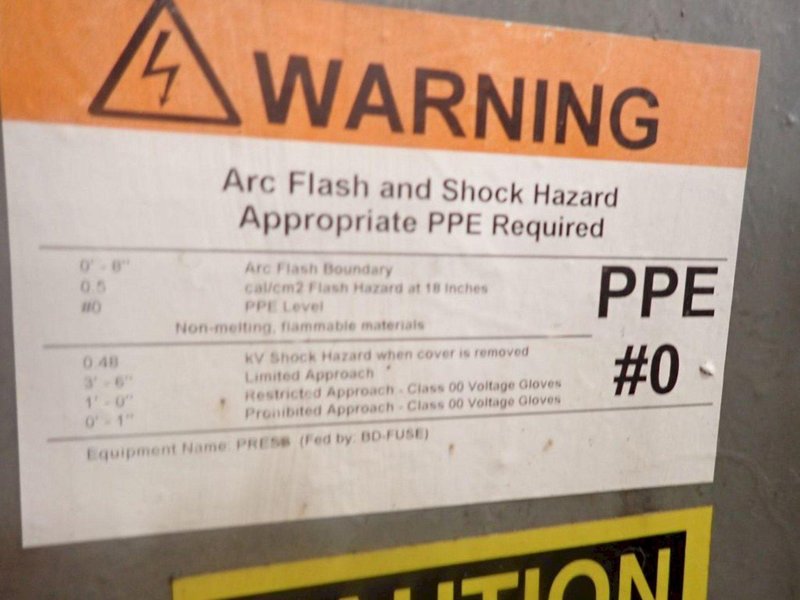 WARNING
Arc Flash and Shock Hazard
Appropriate PPE Required
0' - 8" Arc Flash Boundary
0.5 cal/cm2 Flash Hazard at 18 Inches
#0 PPE Level
Non-melting, flammable materials
PPE
#0
0.48 kV Shock Hazard when cover is removed
3' - 6" Limited Approach
1' - 0" Restricted Approach - Class 00 Voltage Gloves
0' - 1" Prohibited Approach - Class 00 Voltage Gloves
Equipment Name: PRESS (Fed by: BD-FUSE)
CAUTION